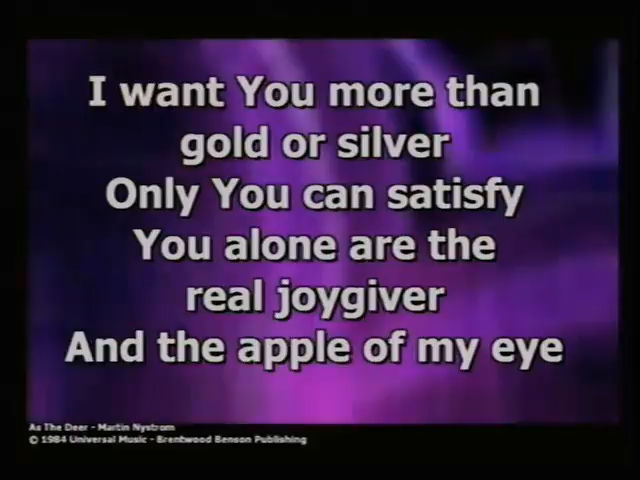 I want You more than
gold or silver
Only You can satisfy
You alone are the
real joygiver
And the apple of my eye
As The Deer - Martin Nystrom
© 1984 Universal Music - Brentwood Benson Publishing